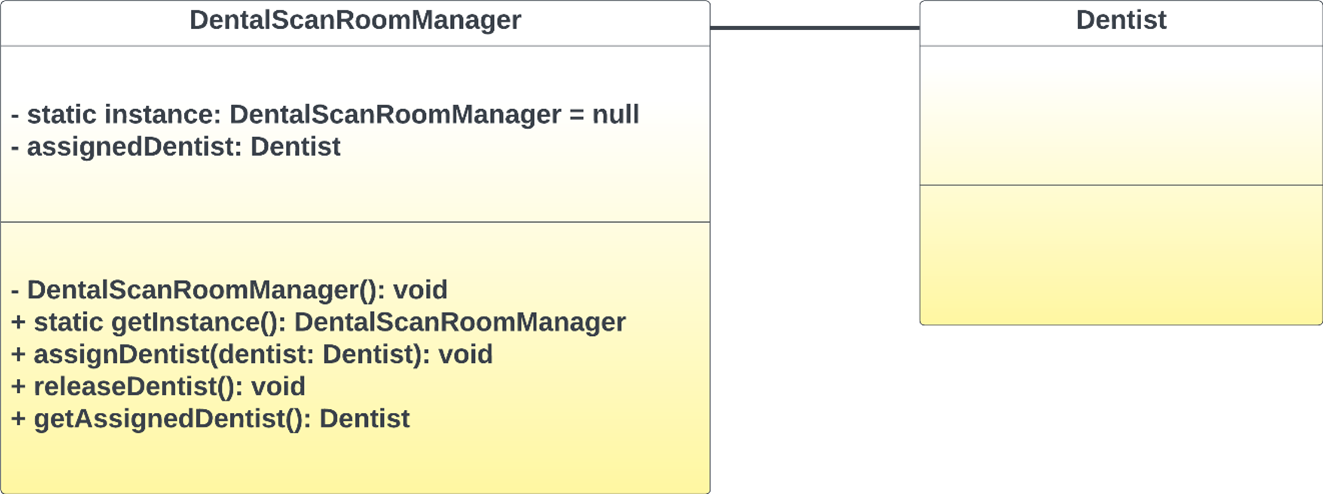 DentalScanRoomManager
- static instance: DentalScanRoomManager = null
- assignedDentist: Dentist
- DentalScanRoomManager(): void
+ static getInstance(): DentalScanRoomManager
+ assignDentist(dentist: Dentist): void
+ releaseDentist(): void
+ getAssignedDentist(): Dentist
Dentist